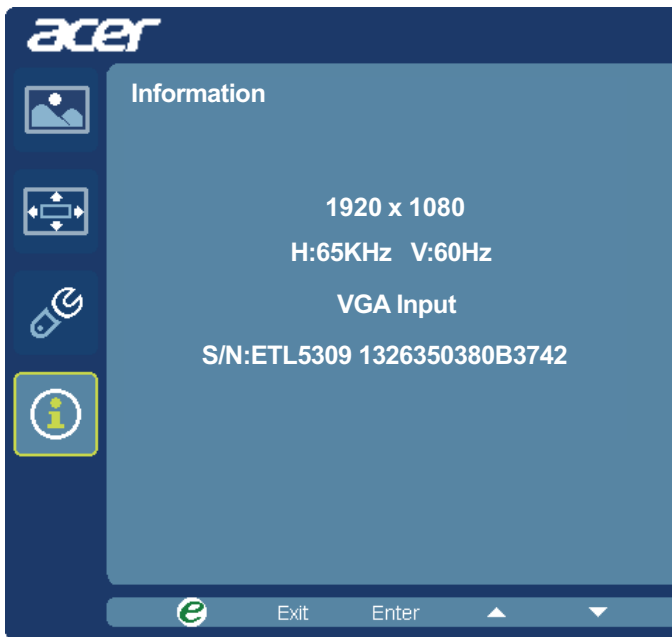 acer
Information
1920 x 1080
H:65KHz V:60Hz
VGA Input
S/N:ETL5309 1326350380B3742
e Exit Enter